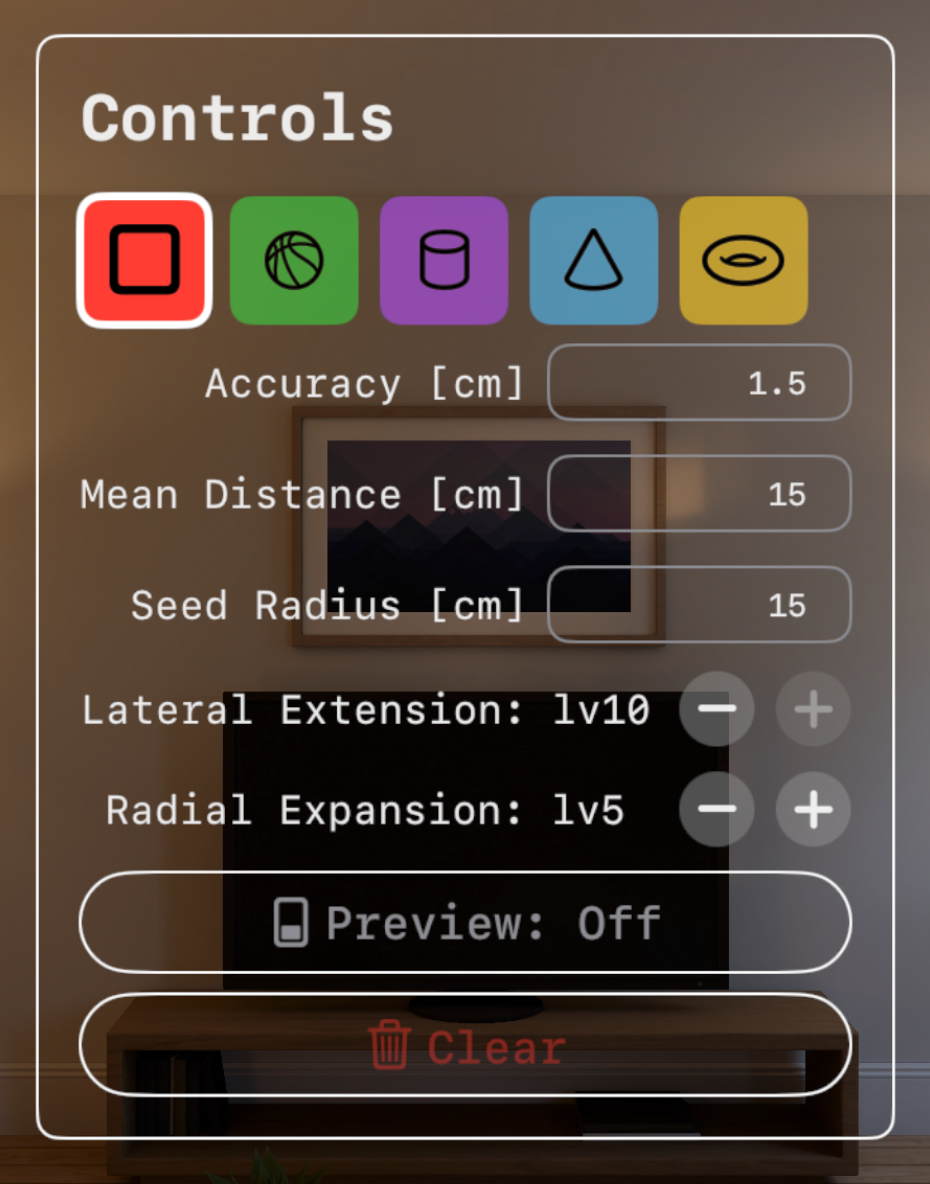 Controls
Accuracy [cm] 1.5
Mean Distance [cm] 15
Seed Radius [cm] 15
Lateral Extension: lv10
Radial Expansion: lv5
Preview: Off
Clear